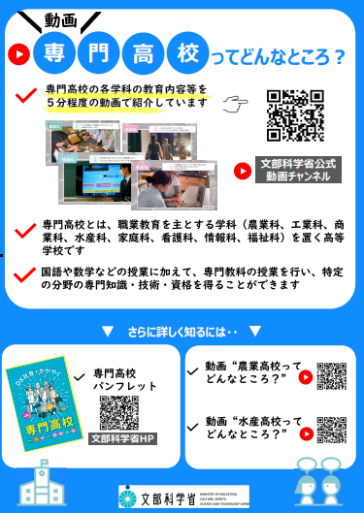 動画
専門高校ってどんなところ？
専門高校の各学科の教育内容等を
５分程度の動画で紹介しています
文部科学省公式
動画チャンネル
専門高校とは、職業教育を主とする学科（農業科、工業科、商
業科、水産科、家庭科、看護科、情報科、福祉科）を置く高等
学校です
国語や数学などの授業に加えて、専門教科の授業を行い、特定
の分野の専門知識・技術・資格を得ることができます
さらに詳しく知るには・・
専門高校
専門高校
パンフレット
文部科学省HP
動画“農業高校って
どんなところ？”
動画“水産高校って
どんなところ？”
文部科学省
MINISTRY OF EDUCATION,
CULTURE, SPORTS,
SCIENCE AND TECHNOLOGY-JAPAN